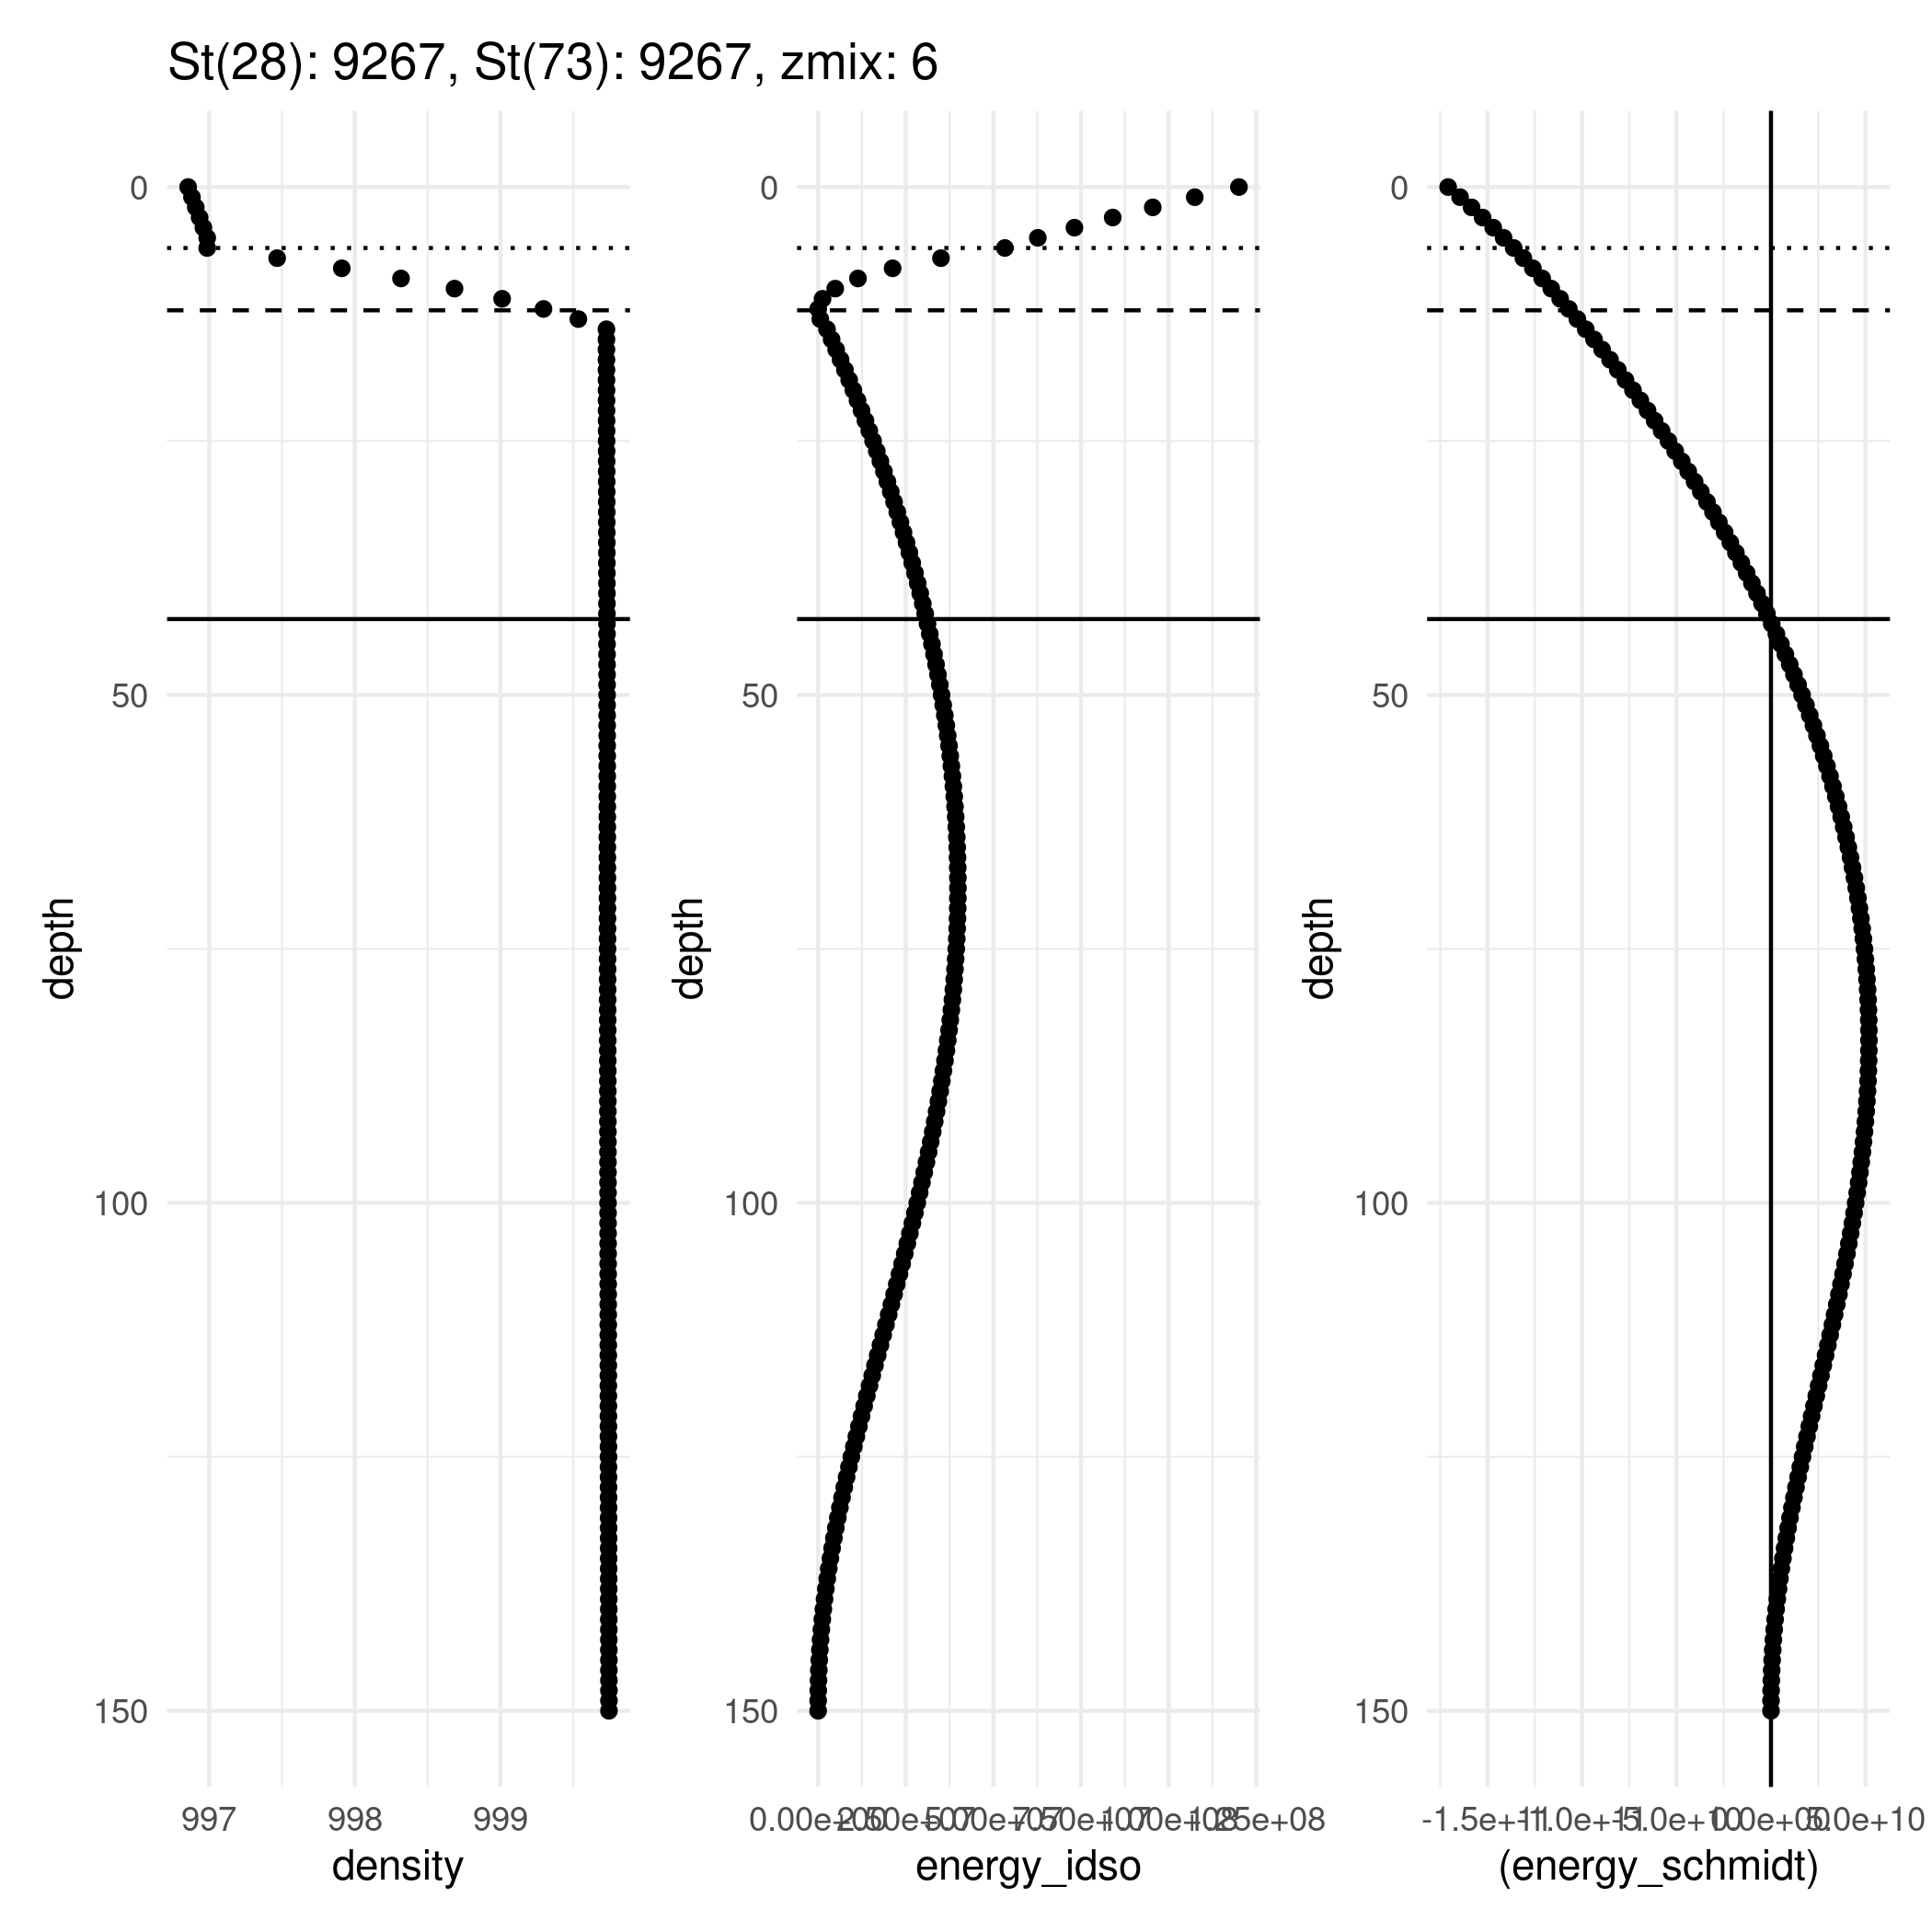 St(28): 9267, St(73): 9267, zmix: 6
0
50
100
150
depth
997 998 999
density
0
50
100
150
depth
0.00e+00 2.50e+07 5.00e+07 7.50e+07 1.00e+08 1.25e+08
energy_idso
0
50
100
150
depth
-1.5e+11 -1.0e+11 -5.0e+10 0.0e+00 5.0e+10
(energy_schmidt)